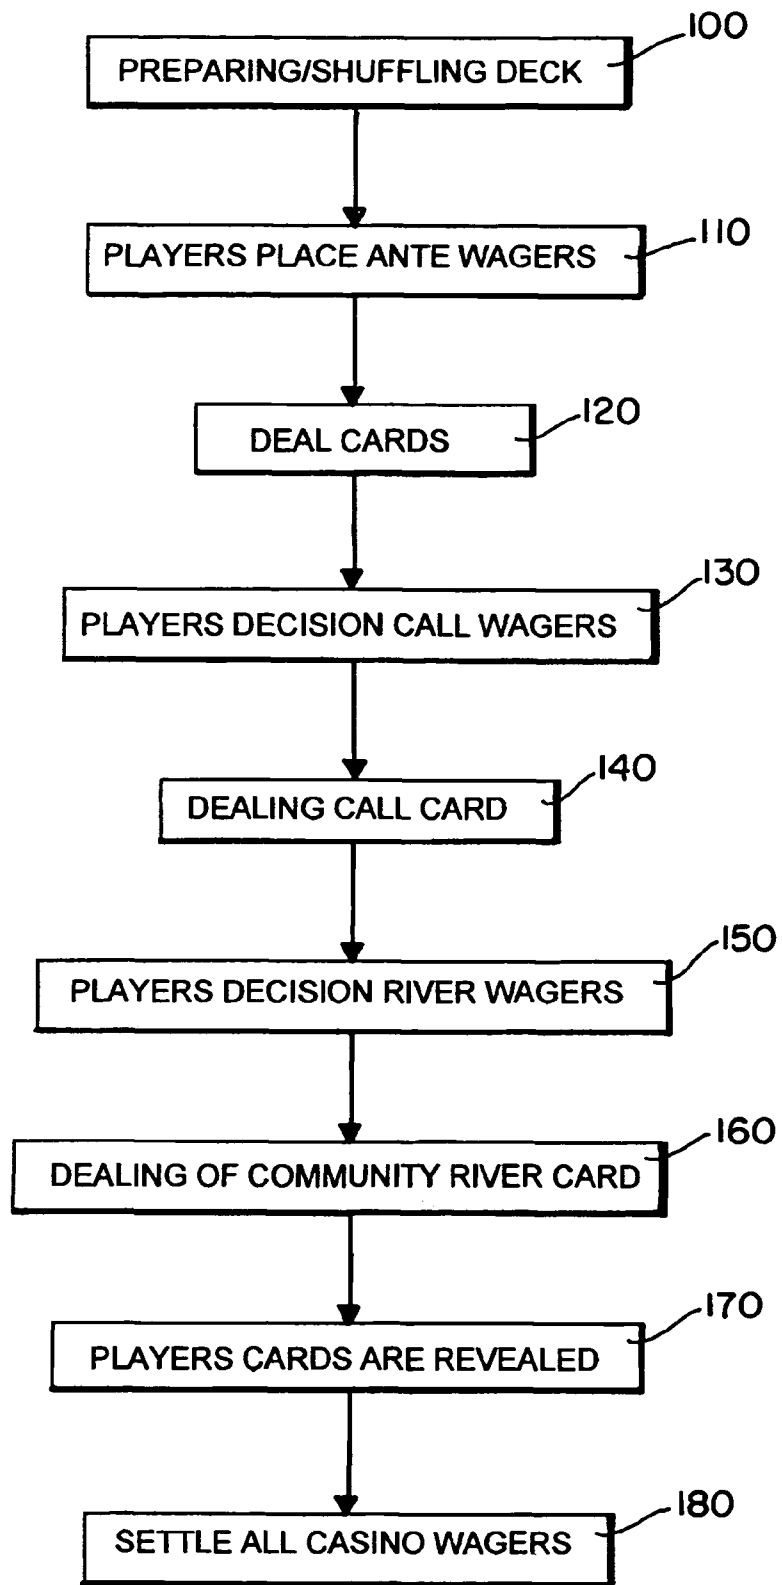 100
PREPARING/SHUFFLING DECK
110
PLAYERS PLACE ANTE WAGERS
120
DEAL CARDS
130
PLAYERS DECISION CALL WAGERS
140
DEALING CALL CARD
150
PLAYERS DECISION RIVER WAGERS
160
DEALING OF COMMUNITY RIVER CARD
170
PLAYERS CARDS ARE REVEALED
180
SETTLE ALL CASINO WAGERS